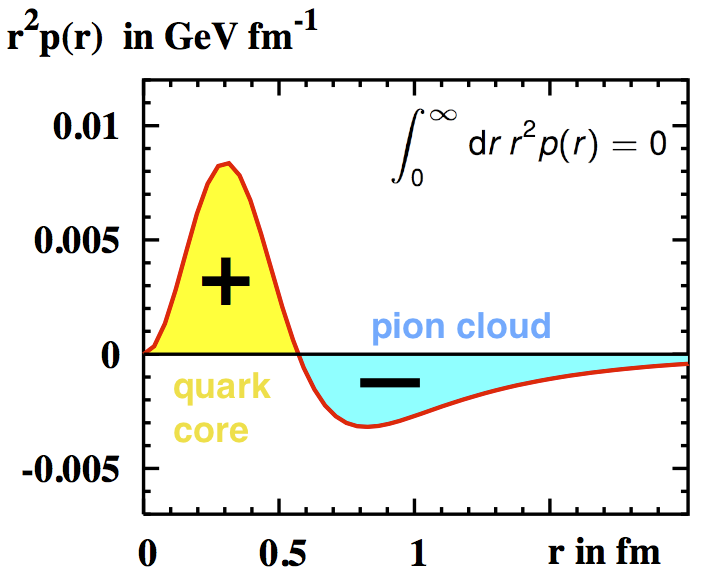 r²p(r) in GeV fm⁻¹
∫₀^∞ dr r²p(r) = 0
0.01
0.005
+
pion cloud
0
−
quark
core
-0.005
0 0.5 1 r in fm